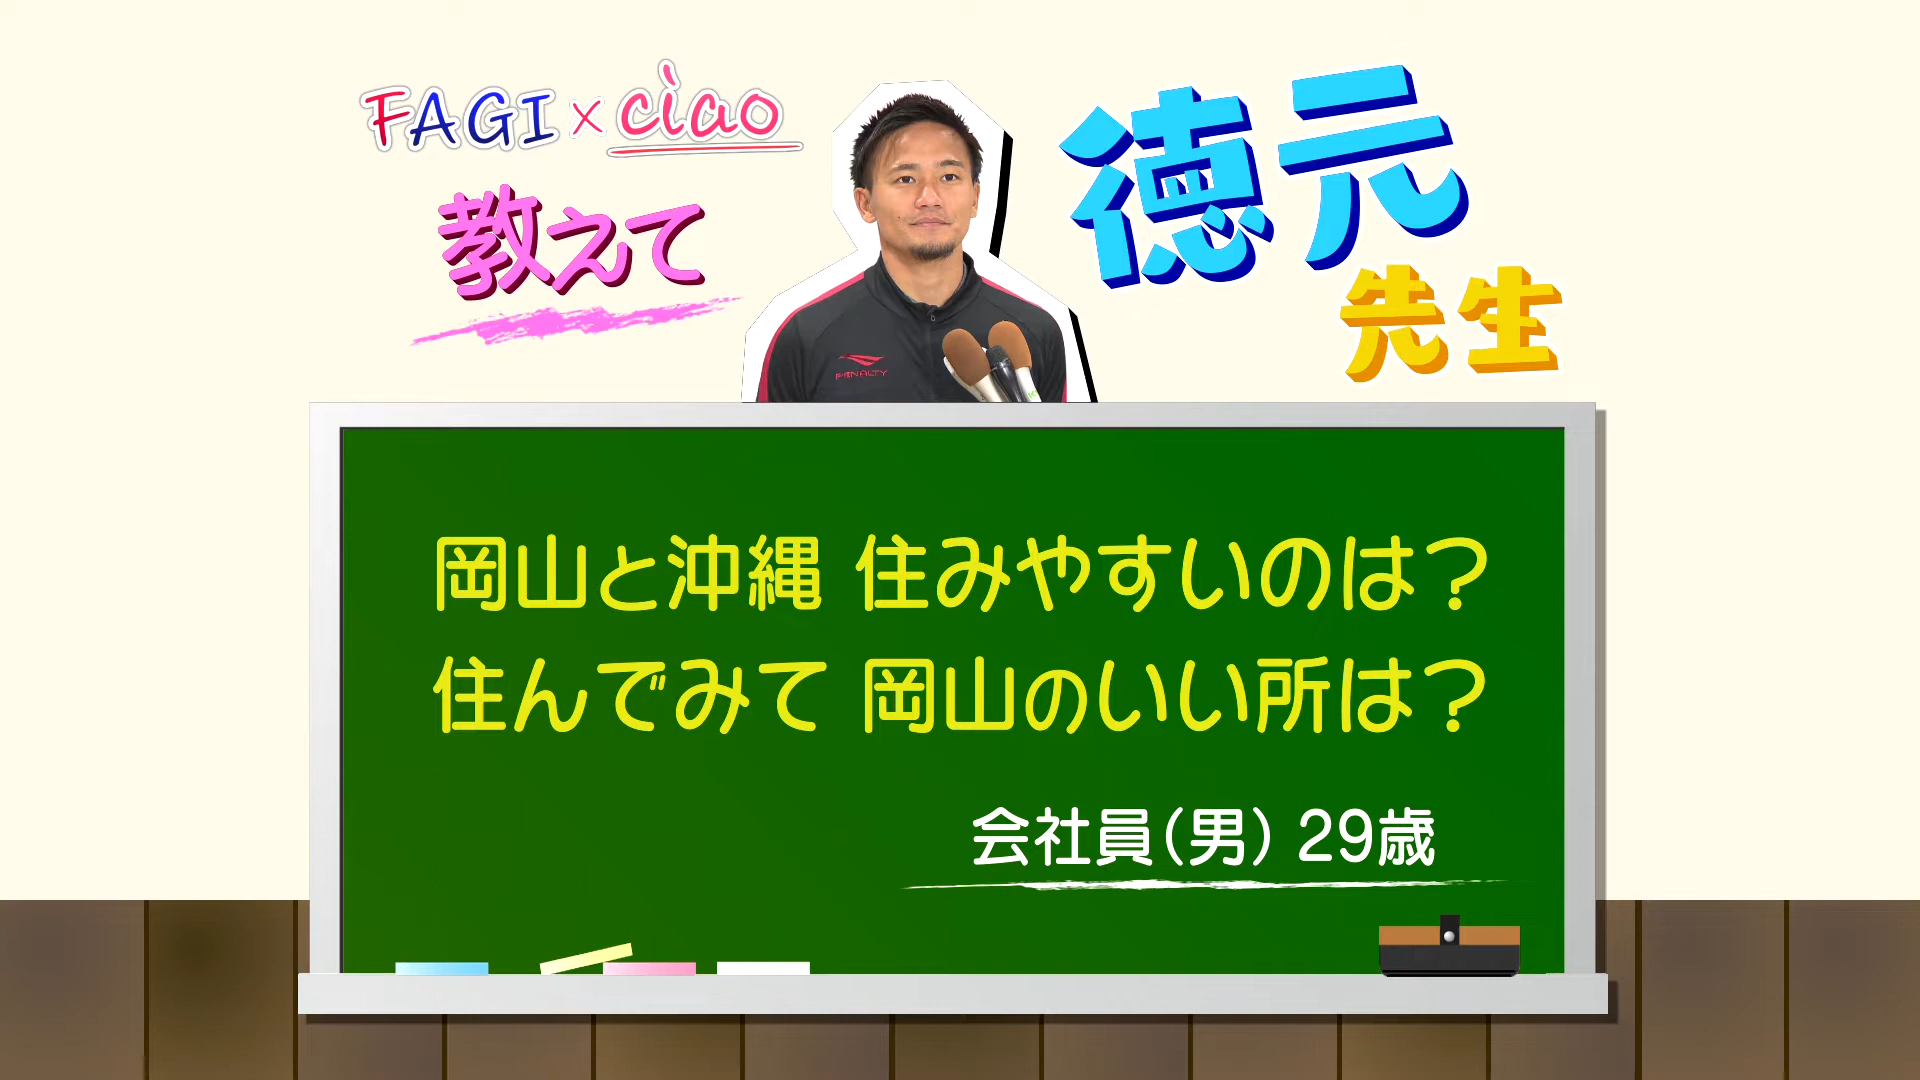 FAGI×ciao
教えて
徳元
先生
PENALTY
岡山と沖縄 住みやすいのは？
住んでみて 岡山のいい所は？
会社員（男） 29歳